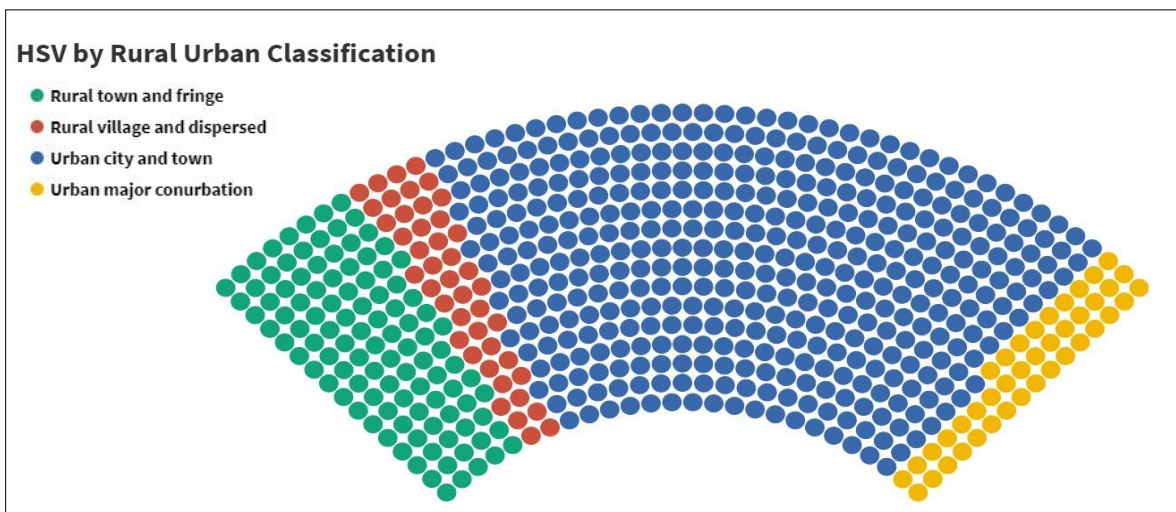 HSV by Rural Urban Classification
Rural town and fringe
Rural village and dispersed
Urban city and town
Urban major conurbation